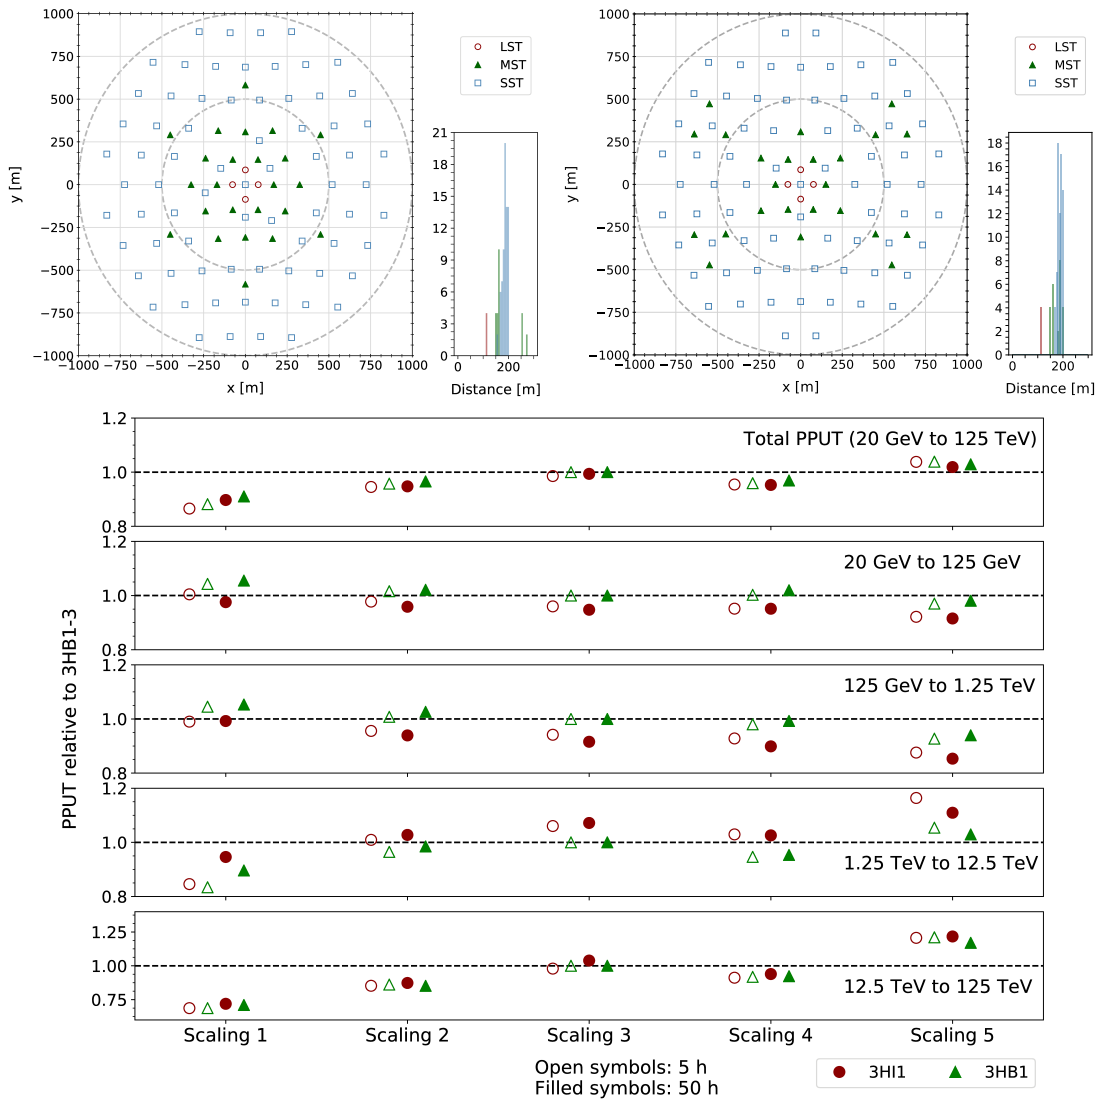 1000
750
500
250
0
−250
−500
−750
−1000
−1000 −750 −500 −250 0 250 500 750 1000
x [m]
y [m]
LST
MST
SST
21
18
15
12
9
6
3
0
0 200
Distance [m]
1000
750
500
250
0
−250
−500
−750
−1000
−1000 −750 −500 −250 0 250 500 750 1000
x [m]
y [m]
LST
MST
SST
18
16
14
12
10
8
6
4
2
0
0 200
Distance [m]
PPUT relative to 3HB1-3
1.2
1.0
0.8
Total PPUT (20 GeV to 125 TeV)
1.2
1.0
0.8
20 GeV to 125 GeV
1.2
1.0
0.8
125 GeV to 1.25 TeV
1.2
1.0
0.8
1.25 TeV to 12.5 TeV
1.25
1.00
0.75
12.5 TeV to 125 TeV
Scaling 1 Scaling 2 Scaling 3 Scaling 4 Scaling 5
Open symbols: 5 h
Filled symbols: 50 h
3HI1 3HB1